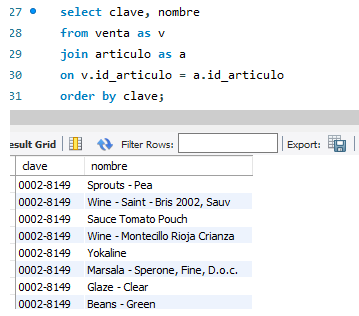 27 select clave, nombre
28 from venta as v
29 join articulo as a
30 on v.id_articulo = a.id_articulo
31 order by clave;
esult Grid Filter Rows: Export:
clave nombre
0002-8149 Sprouts - Pea
0002-8149 Wine - Saint - Bris 2002, Sauv
0002-8149 Sauce Tomato Pouch
0002-8149 Wine - Montecillo Rioja Crianza
0002-8149 Yokaline
0002-8149 Marsala - Sperone, Fine, D.o.c.
0002-8149 Glaze - Clear
0002-8149 Beans - Green